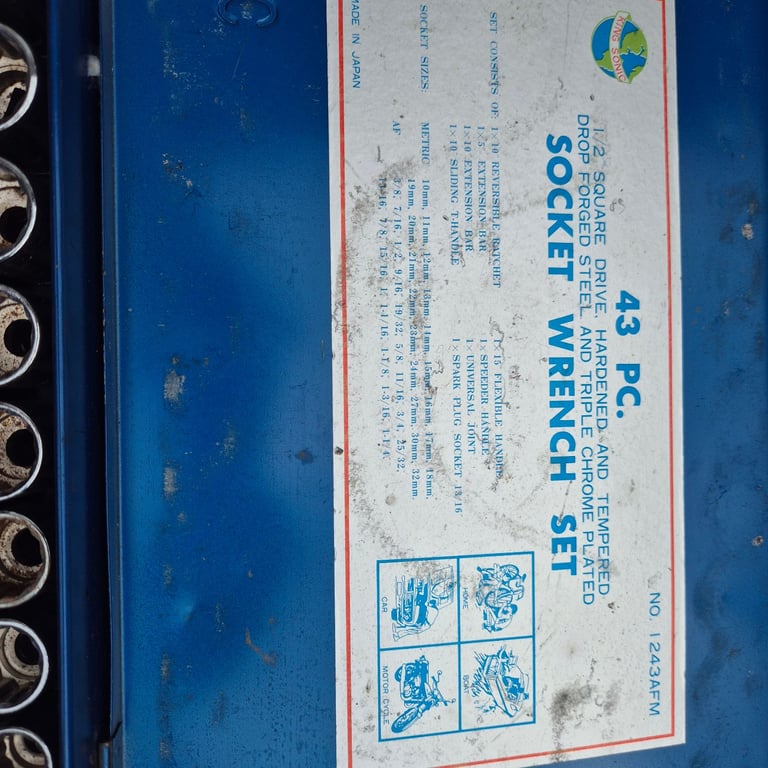 KING SONIC
43 PC.
NO. 1243AFM
1/2 SQUARE DRIVE, HARDENED AND TEMPERED
DROP FORGED STEEL AND TRIPLE CHROME PLATED
SOCKET WRENCH SET
SET CONSISTS OF: 1×10 REVERSIBLE RATCHET 1×15 FLEXIBLE HANDLE
1×5 EXTENSION BAR 1×SPEEDER HANDLE
1×10 EXTENSION BAR 1×UNIVERSAL JOINT
1×10 SLIDING T-HANDLE 1×SPARK PLUG SOCKET 13/16
SOCKET SIZES: METRIC 10mm, 11mm, 12mm, 13mm, 14mm, 15mm, 16mm, 17mm, 18mm,
19mm, 20mm, 21mm, 22mm, 23mm, 24mm, 27mm, 30mm, 32mm,
AF 3/8, 7/16, 1/2, 9/16, 19/32, 5/8, 11/16, 3/4, 25/32,
13/16, 7/8, 15/16, 1, 1-1/16, 1-1/8, 1-3/16, 1-1/4.
HOME
BOAT
CAR
MOTOR CYCLE
MADE IN JAPAN